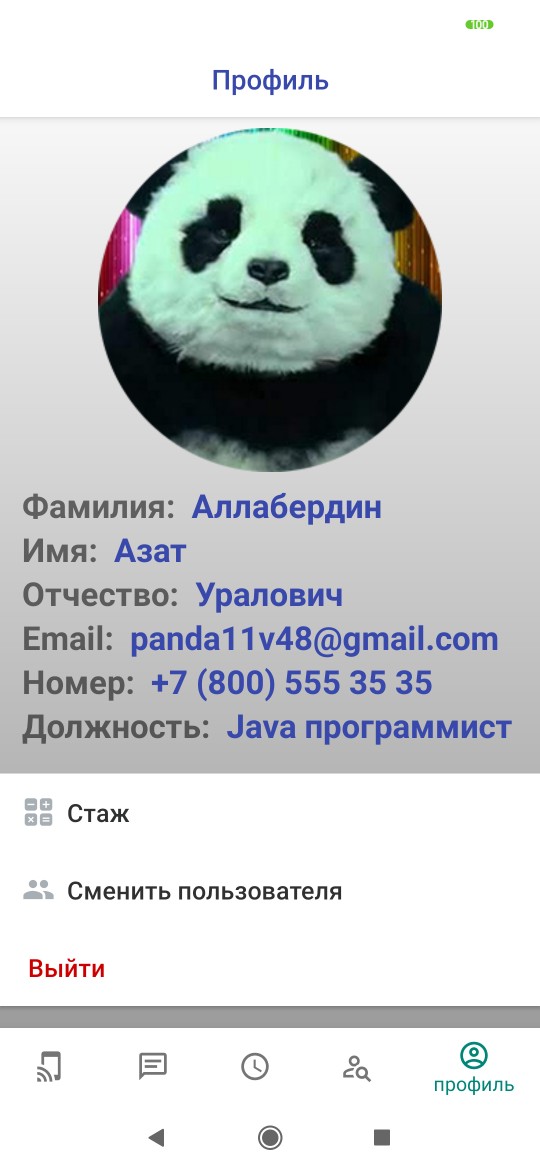 100
Профиль
Фамилия: Аллабердин
Имя: Азат
Отчество: Уралович
Email: panda11v48@gmail.com
Номер: +7 (800) 555 35 35
Должность: Java программист
Стаж
Сменить пользователя
Выйти
профиль